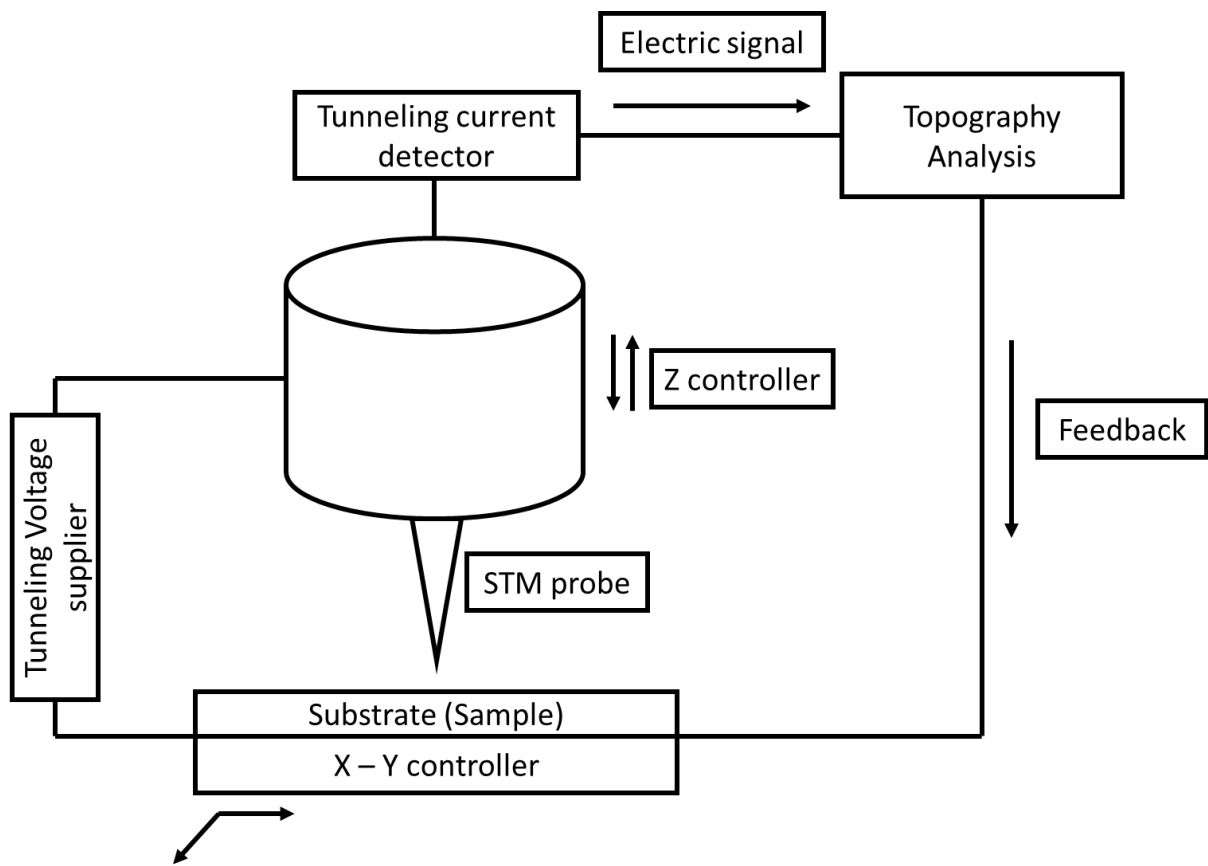 Electric signal
Tunneling current
detector
Topography
Analysis
Z controller
Feedback
Tunneling Voltage
supplier
STM probe
Substrate (Sample)
X – Y controller